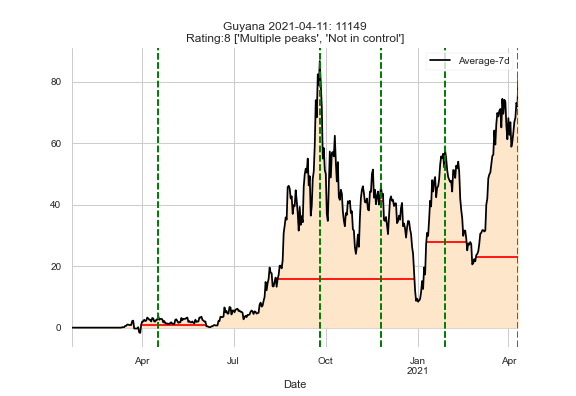 Guyana 2021-04-11: 11149
Rating:8 ['Multiple peaks', 'Not in control']
Average-7d
80
60
40
20
0
Apr
Jul
Oct
Jan
2021
Apr
Date